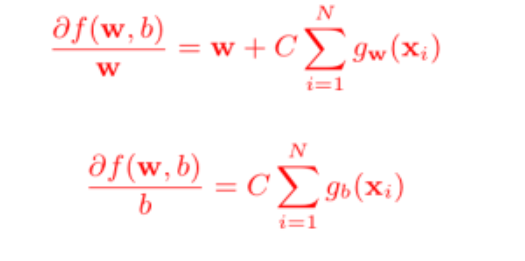 ∂f(𝐰, b)/𝐰 = 𝐰 + C ∑_{i=1}^{N} g_𝐰(𝐱_i)
∂f(𝐰, b)/b = C ∑_{i=1}^{N} g_b(𝐱_i)